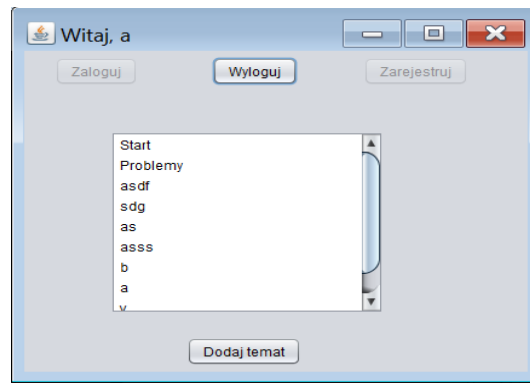 Witaj, a
Zaloguj Wyloguj Zarejestruj
Start
Problemy
asdf
sdg
as
asss
b
a
Dodaj temat